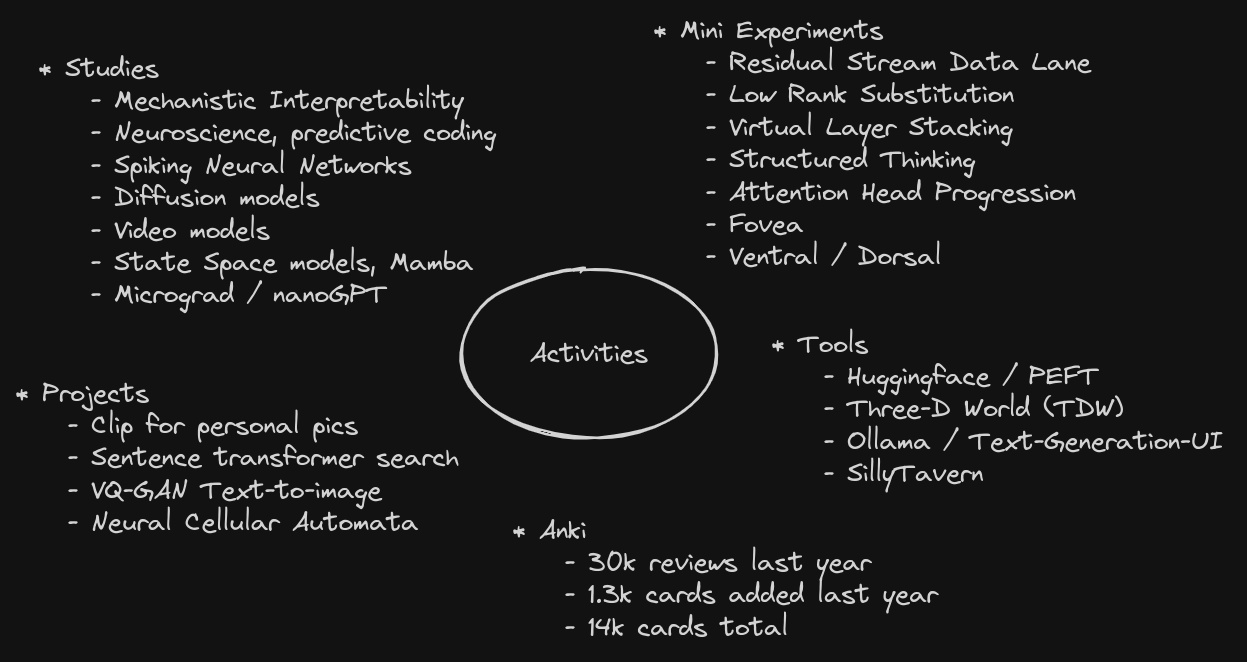 * Studies
- Mechanistic Interpretability
- Neuroscience, predictive coding
- Spiking Neural Networks
- Diffusion models
- Video models
- State Space models, Mamba
- Micrograd / nanoGPT
* Mini Experiments
- Residual Stream Data Lane
- Low Rank Substitution
- Virtual Layer Stacking
- Structured Thinking
- Attention Head Progression
- Fovea
- Ventral / Dorsal
Activities
* Projects
- Clip for personal pics
- Sentence transformer search
- VQ-GAN Text-to-image
- Neural Cellular Automata
* Tools
- Huggingface / PEFT
- Three-D World (TDW)
- Ollama / Text-Generation-UI
- SillyTavern
* Anki
- 30k reviews last year
- 1.3k cards added last year
- 14k cards total